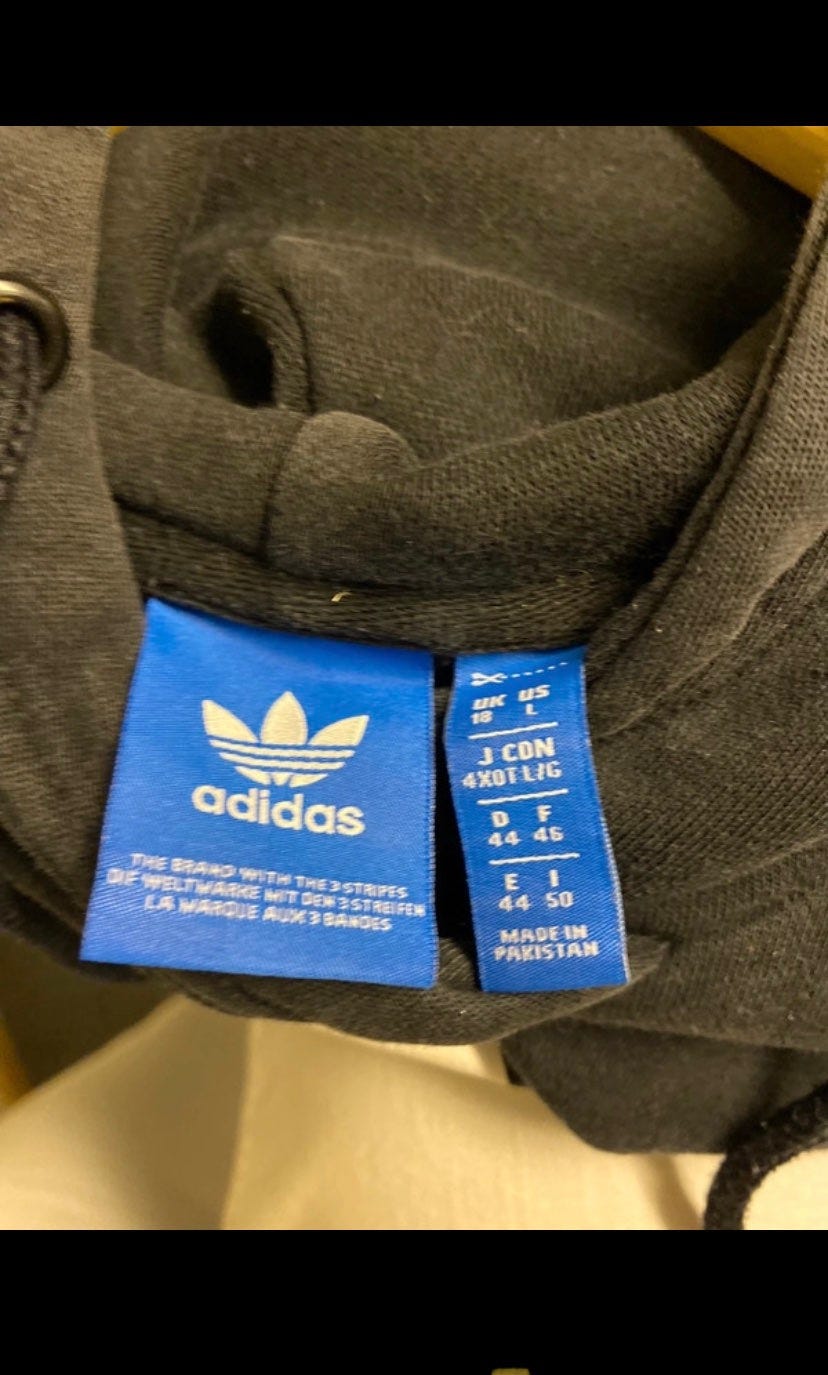 adidas
THE BRAND WITH THE 3 STRIPES
DIE WELTMARKE MIT DEN 3 STREIFEN
LA MARQUE AUX 3 BANDES
UK US
18 L
J CDN
4XOT L/G
D F
44 46
E I
44 50
MADE IN
PAKISTAN